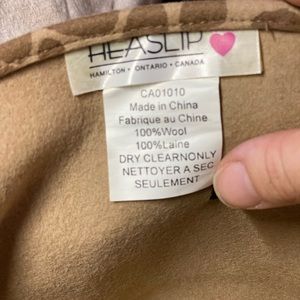 HEASLIP
HAMILTON • ONTARIO • CANADA
CA01010
Made in China
Fabrique au Chine
100%Wool
100%Laine
DRY CLEARNONLY
NETTOYER A SEC
SEULEMENT